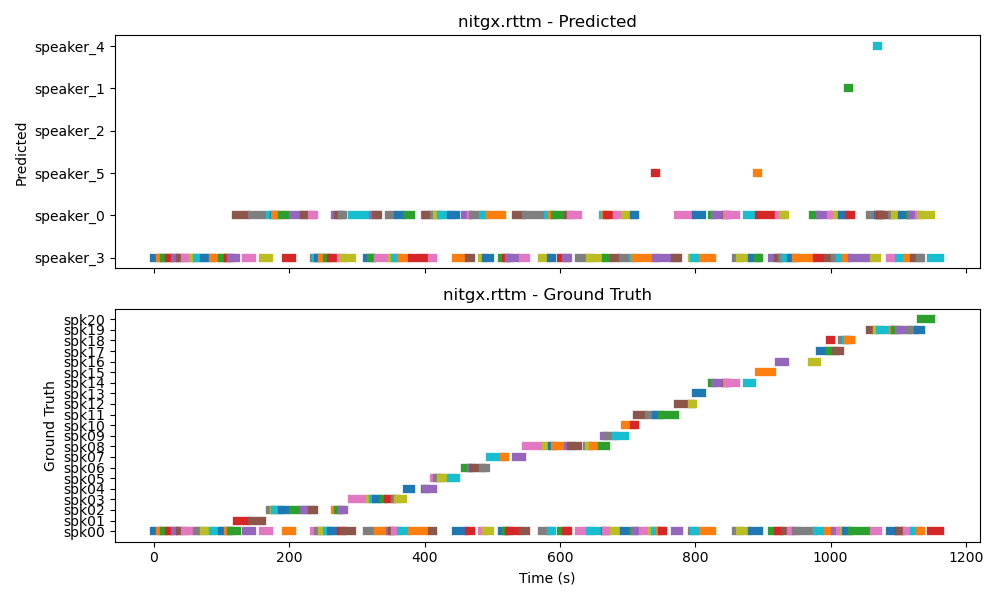 nitgx.rttm - Predicted
Predicted
speaker_4
speaker_1
speaker_2
speaker_5
speaker_0
speaker_3
nitgx.rttm - Ground Truth
Ground Truth
spk20
spk19
spk18
spk17
spk16
spk15
spk14
spk13
spk12
spk11
spk10
spk09
spk08
spk07
spk06
spk05
spk04
spk03
spk02
spk01
spk00
0 200 400 600 800 1000 1200
Time (s)